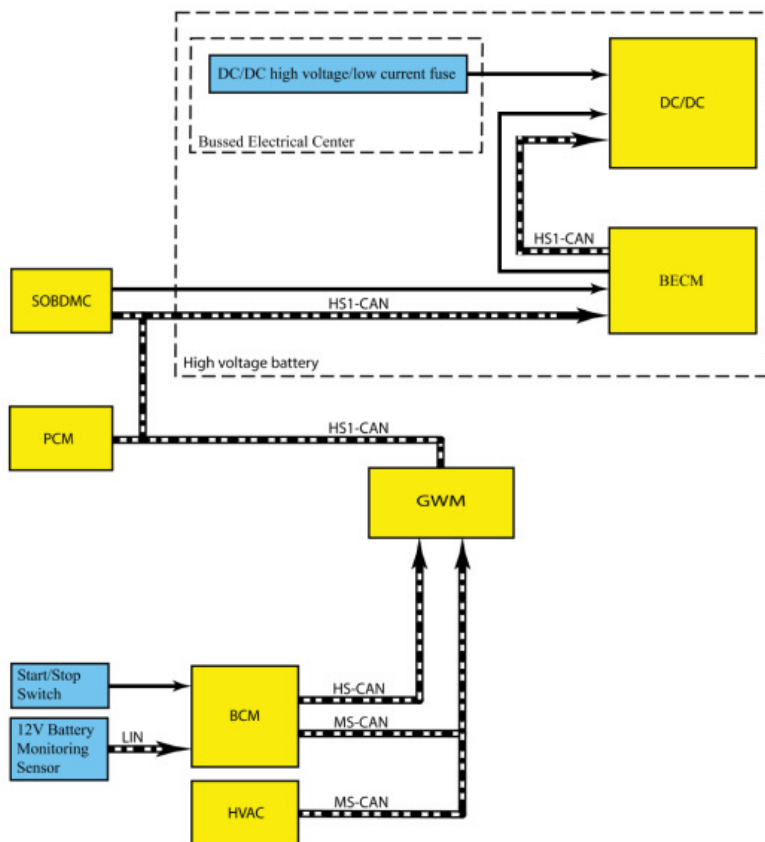 DC/DC high voltage/low current fuse
DC/DC
Bussed Electrical Center
HS1-CAN
BECM
SOBDMC
HS1-CAN
High voltage battery
PCM
HS1-CAN
GWM
Start/Stop
Switch
HS-CAN
BCM
12V Battery
Monitoring
Sensor
LIN
MS-CAN
HVAC
MS-CAN